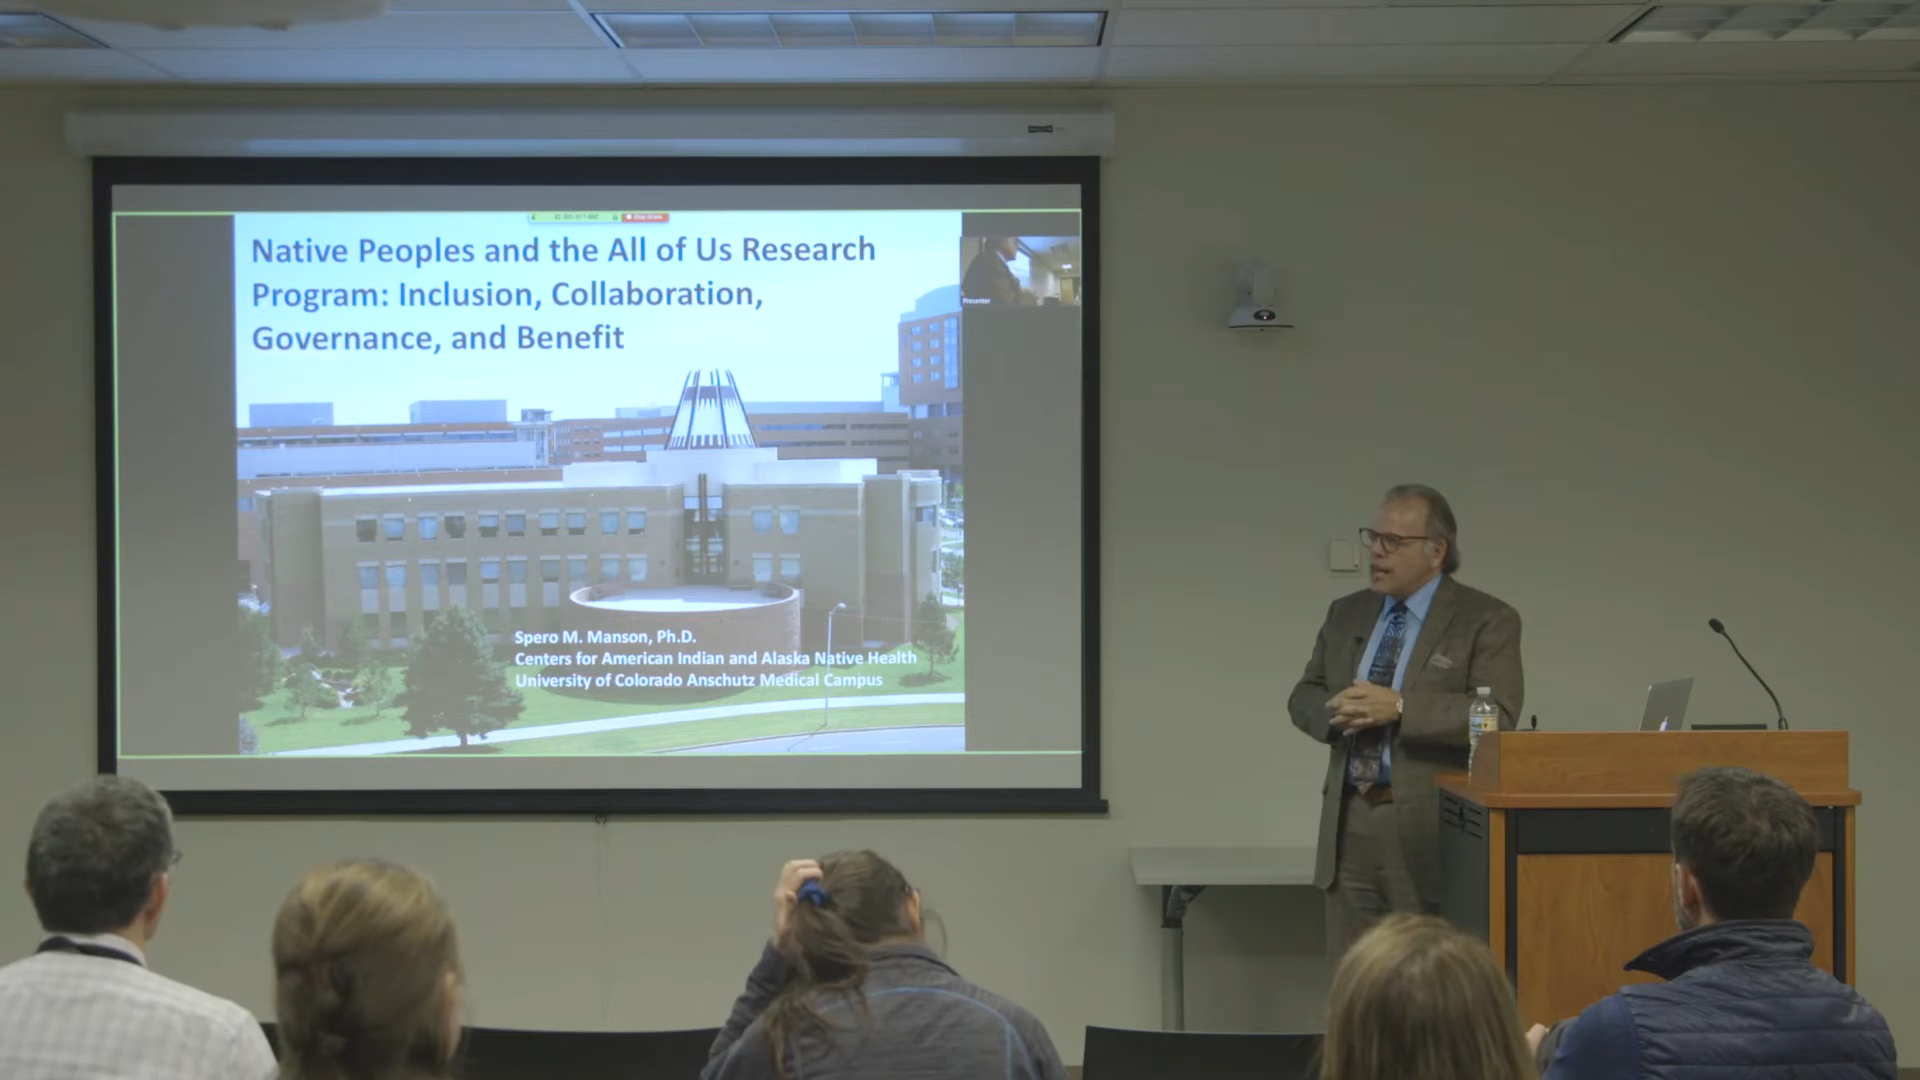 Native Peoples and the All of Us Research
Program: Inclusion, Collaboration,
Governance, and Benefit
Presenter
Spero M. Manson, Ph.D.
Centers for American Indian and Alaska Native Health
University of Colorado Anschutz Medical Campus